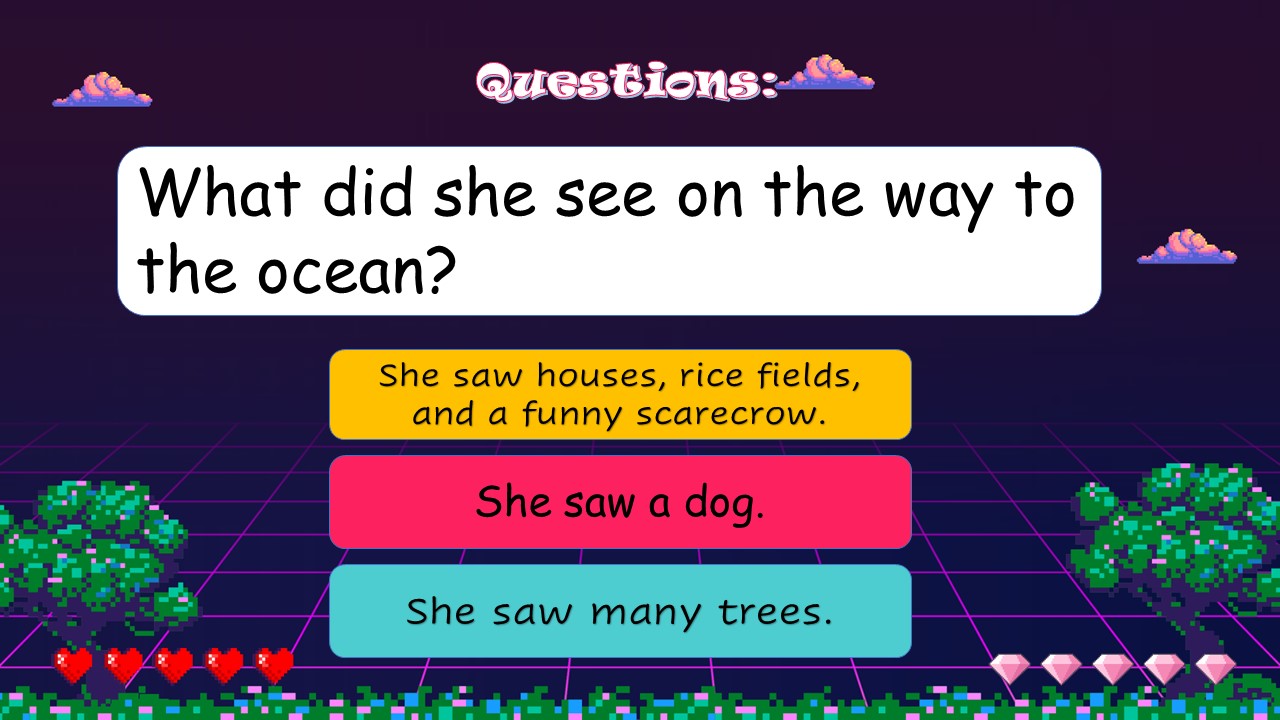 Questions:
What did she see on the way to
the ocean?
She saw houses, rice fields,
and a funny scarecrow.
She saw a dog.
She saw many trees.